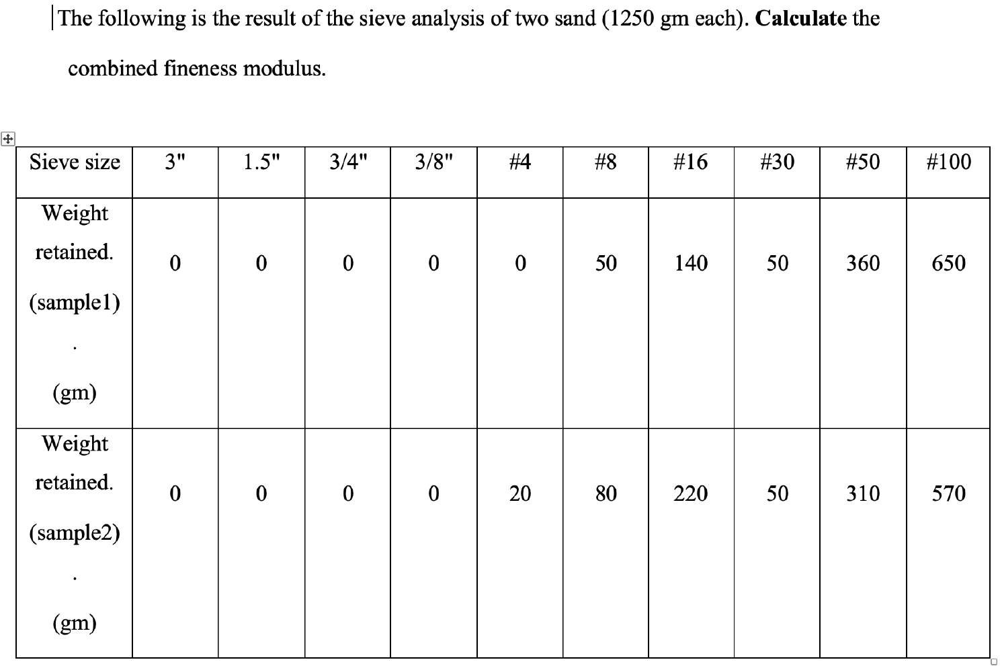 The following is the result of the sieve analysis of two sand (1250 gm each). Calculate the
combined fineness modulus.
Sieve size 3" 1.5" 3/4" 3/8" #4 #8 #16 #30 #50 #100
Weight
retained.
0 0 0 0 0 50 140 50 360 650
(sample1)
.
(gm)
Weight
retained.
0 0 0 0 20 80 220 50 310 570
(sample2)
.
(gm)